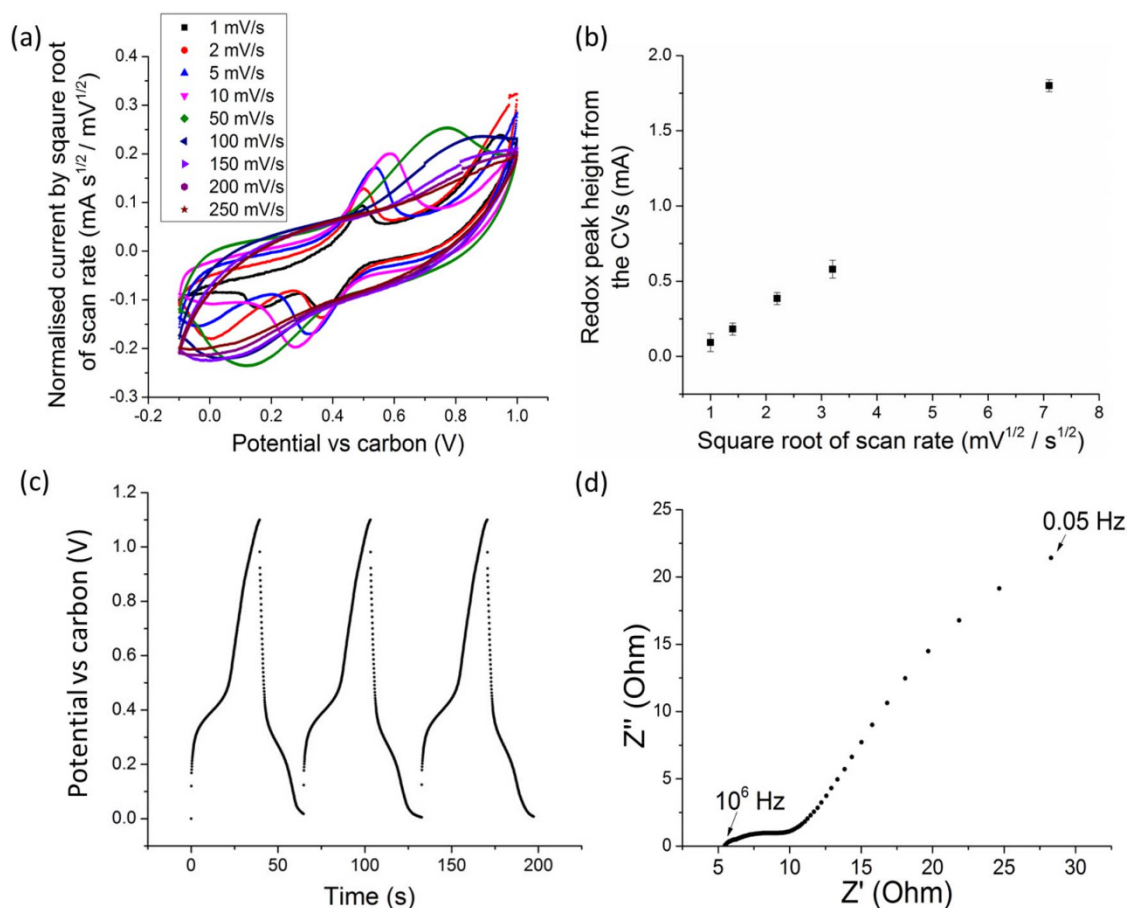 (a)
1 mV/s
2 mV/s
5 mV/s
10 mV/s
50 mV/s
100 mV/s
150 mV/s
200 mV/s
250 mV/s
Normalised current by sqaure root
of scan rate (mA s1/2 / mV1/2)
0.4
0.3
0.2
0.1
0.0
-0.1
-0.2
-0.3
-0.2 0.0 0.2 0.4 0.6 0.8 1.0
Potential vs carbon (V)
(b)
Redox peak height from
the CVs (mA)
2.0
1.5
1.0
0.5
0.0
1 2 3 4 5 6 7 8
Square root of scan rate (mV1/2 / s1/2)
(c)
Potential vs carbon (V)
1.2
1.0
0.8
0.6
0.4
0.2
0.0
0 50 100 150 200
Time (s)
(d)
Z'' (Ohm)
25
20
15
10
5
0
0.05 Hz
106 Hz
5 10 15 20 25 30
Z' (Ohm)